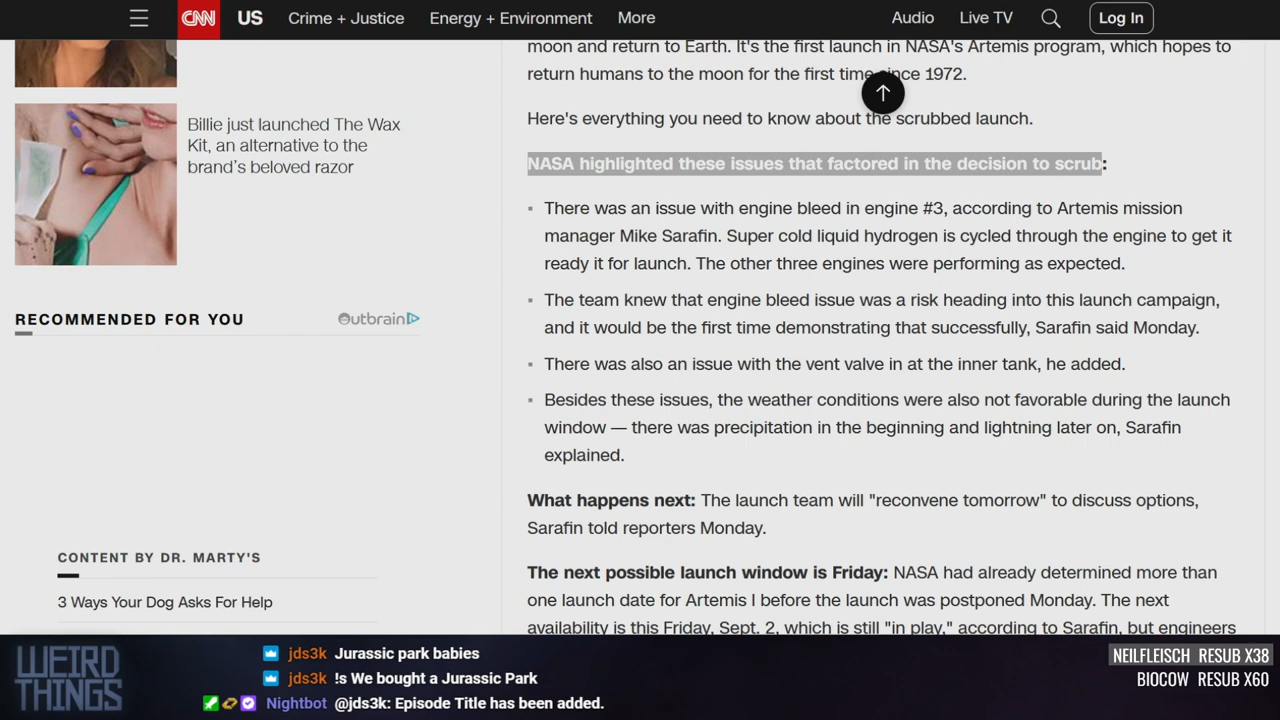 CNN US Crime + Justice Energy + Environment More Audio Live TV Log In
moon and return to Earth. It's the first launch in NASA's Artemis program, which hopes to
return humans to the moon for the first time since 1972.
Here's everything you need to know about the scrubbed launch.
NASA highlighted these issues that factored in the decision to scrub:
There was an issue with engine bleed in engine #3, according to Artemis mission
manager Mike Sarafin. Super cold liquid hydrogen is cycled through the engine to get it
ready it for launch. The other three engines were performing as expected.
The team knew that engine bleed issue was a risk heading into this launch campaign,
and it would be the first time demonstrating that successfully, Sarafin said Monday.
There was also an issue with the vent valve in at the inner tank, he added.
Besides these issues, the weather conditions were also not favorable during the launch
window — there was precipitation in the beginning and lightning later on, Sarafin
explained.
What happens next: The launch team will "reconvene tomorrow" to discuss options,
Sarafin told reporters Monday.
The next possible launch window is Friday: NASA had already determined more than
one launch date for Artemis I before the launch was postponed Monday. The next
availability is this Friday, Sept. 2, which is still "in play," according to Sarafin, but engineers
Billie just launched The Wax
Kit, an alternative to the
brand's beloved razor
RECOMMENDED FOR YOU
Outbrain
CONTENT BY DR. MARTY'S
3 Ways Your Dog Asks For Help
WEIRD
THINGS
jds3k Jurassic park babies
jds3k !s We bought a Jurassic Park
Nightbot @jds3k: Episode Title has been added.
NEILFLEISCH RESUB X38
BIOCOW RESUB X60